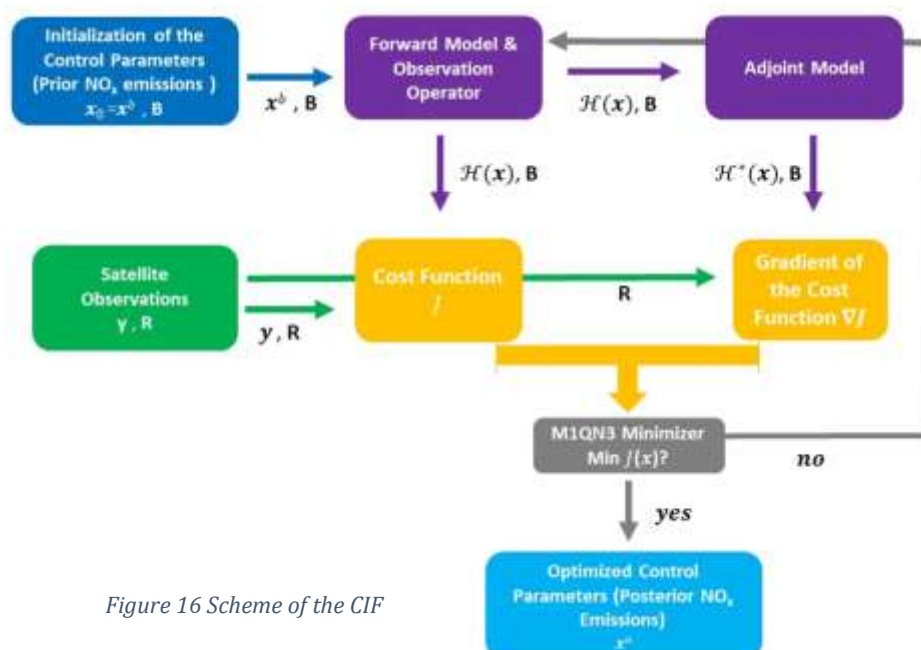 Initialization of the
Control Parameters
(Prior NOx emissions )
x₀ =xᵇ , B
xᵇ , B
Forward Model &
Observation
Operator
ℋ(x), B
Adjoint Model
ℋ(x), B
ℋ*(x), B
Satellite
Observations
y , R
y, R
Cost Function
J
R
Gradient of
the Cost
Function ∇J
M1QN3 Minimizer
Min J(x)?
no
yes
Optimized Control
Parameters (Posterior NOx
Emissions)
xᵃ
Figure 16 Scheme of the CIF